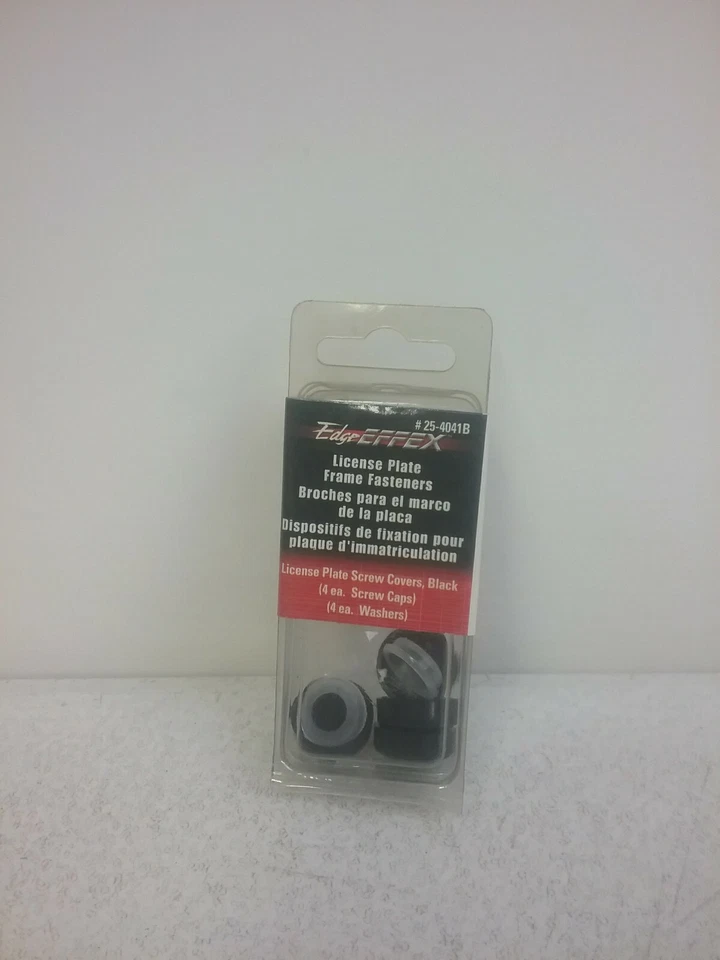 # 25-4041B
Edge EFFEX
License Plate
Frame Fasteners
Broches para el marco
de la placa
Dispositifs de fixation pour
plaque d'immatriculation
License Plate Screw Covers, Black
(4 ea. Screw Caps)
(4 ea. Washers)